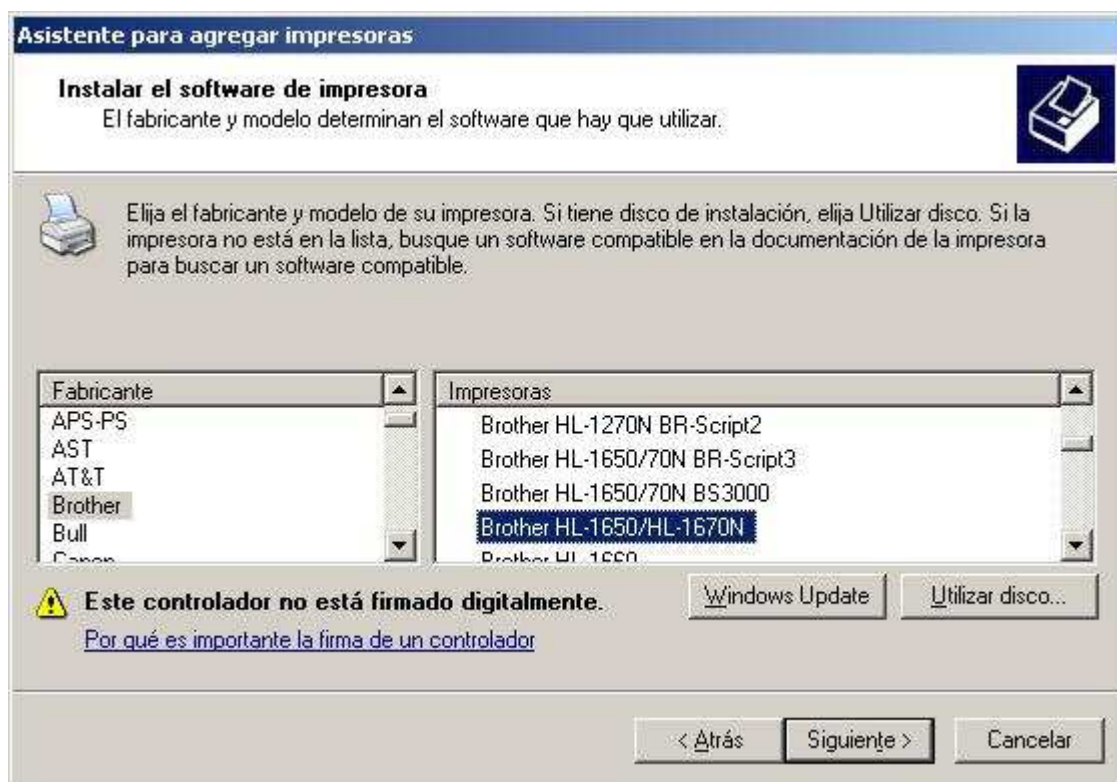 Asistente para agregar impresoras
Instalar el software de impresora
El fabricante y modelo determinan el software que hay que utilizar.
Elija el fabricante y modelo de su impresora. Si tiene disco de instalación, elija Utilizar disco. Si la
impresora no está en la lista, busque un software compatible en la documentación de la impresora
para buscar un software compatible.
Fabricante
APS-PS
AST
AT&T
Brother
Bull
Canon
Impresoras
Brother HL-1270N BR-Script2
Brother HL-1650/70N BR-Script3
Brother HL-1650/70N BS3000
Brother HL-1650/HL-1670N
Brother HL-1660
Este controlador no está firmado digitalmente.
Por qué es importante la firma de un controlador
Windows Update
Utilizar disco...
< Atrás
Siguiente >
Cancelar